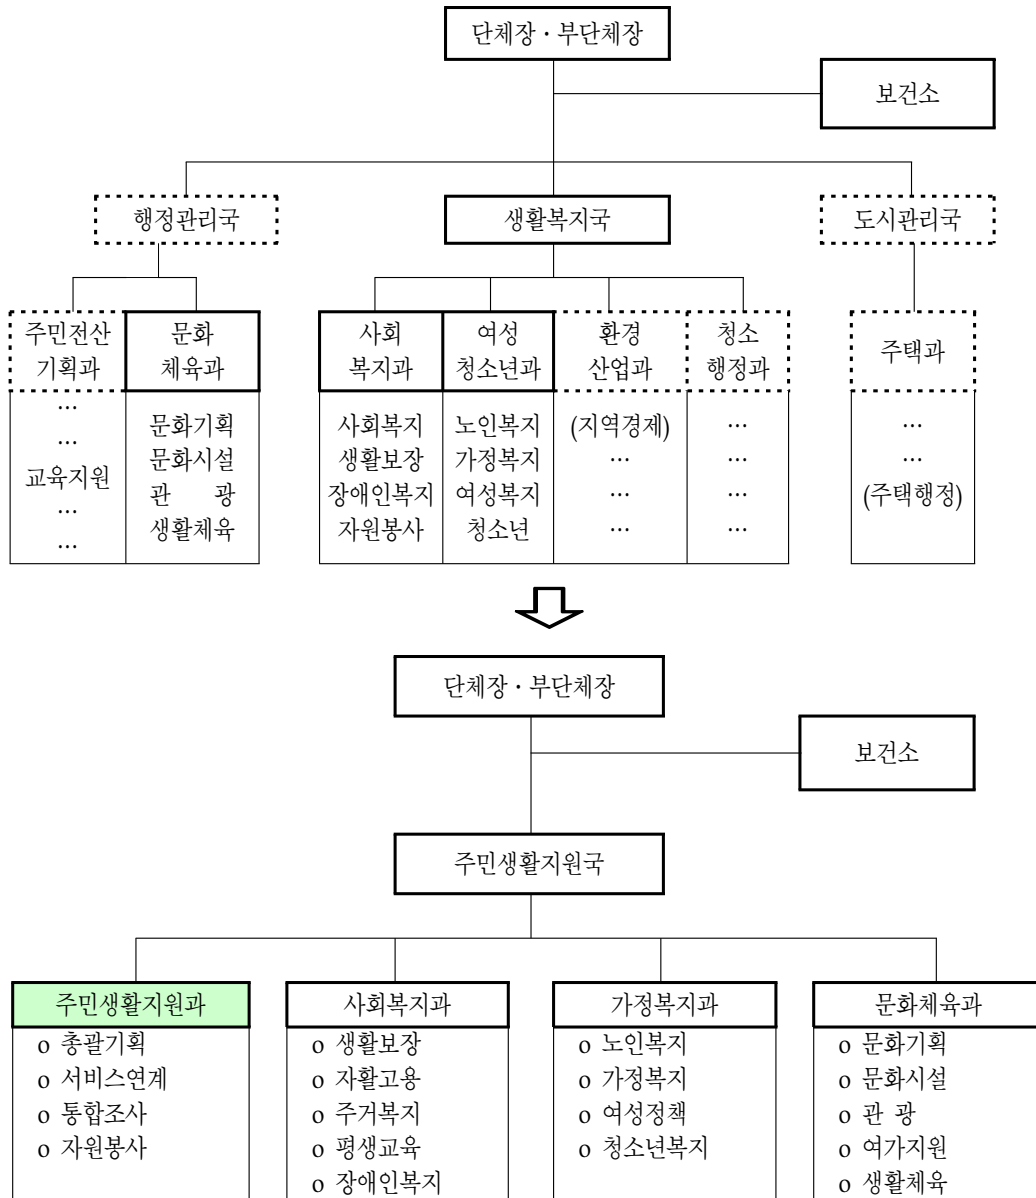 단체장·부단체장
보건소
행정관리국
생활복지국
도시관리국
주민전산
기획과
문화
체육과
사회
복지과
여성
청소년과
환경
산업과
청소
행정과
주택과
…
…
교육지원
…
…
문화기획
문화시설
관 광
생활체육
사회복지
생활보장
장애인복지
자원봉사
노인복지
가정복지
여성복지
청소년
(지역경제)
…
…
…
…
…
…
…
…
…
(주택행정)
단체장·부단체장
보건소
주민생활지원국
주민생활지원과
o 총괄기획
o 서비스연계
o 통합조사
o 자원봉사
사회복지과
o 생활보장
o 자활고용
o 주거복지
o 평생교육
o 장애인복지
가정복지과
o 노인복지
o 가정복지
o 여성정책
o 청소년복지
문화체육과
o 문화기획
o 문화시설
o 관 광
o 여가지원
o 생활체육